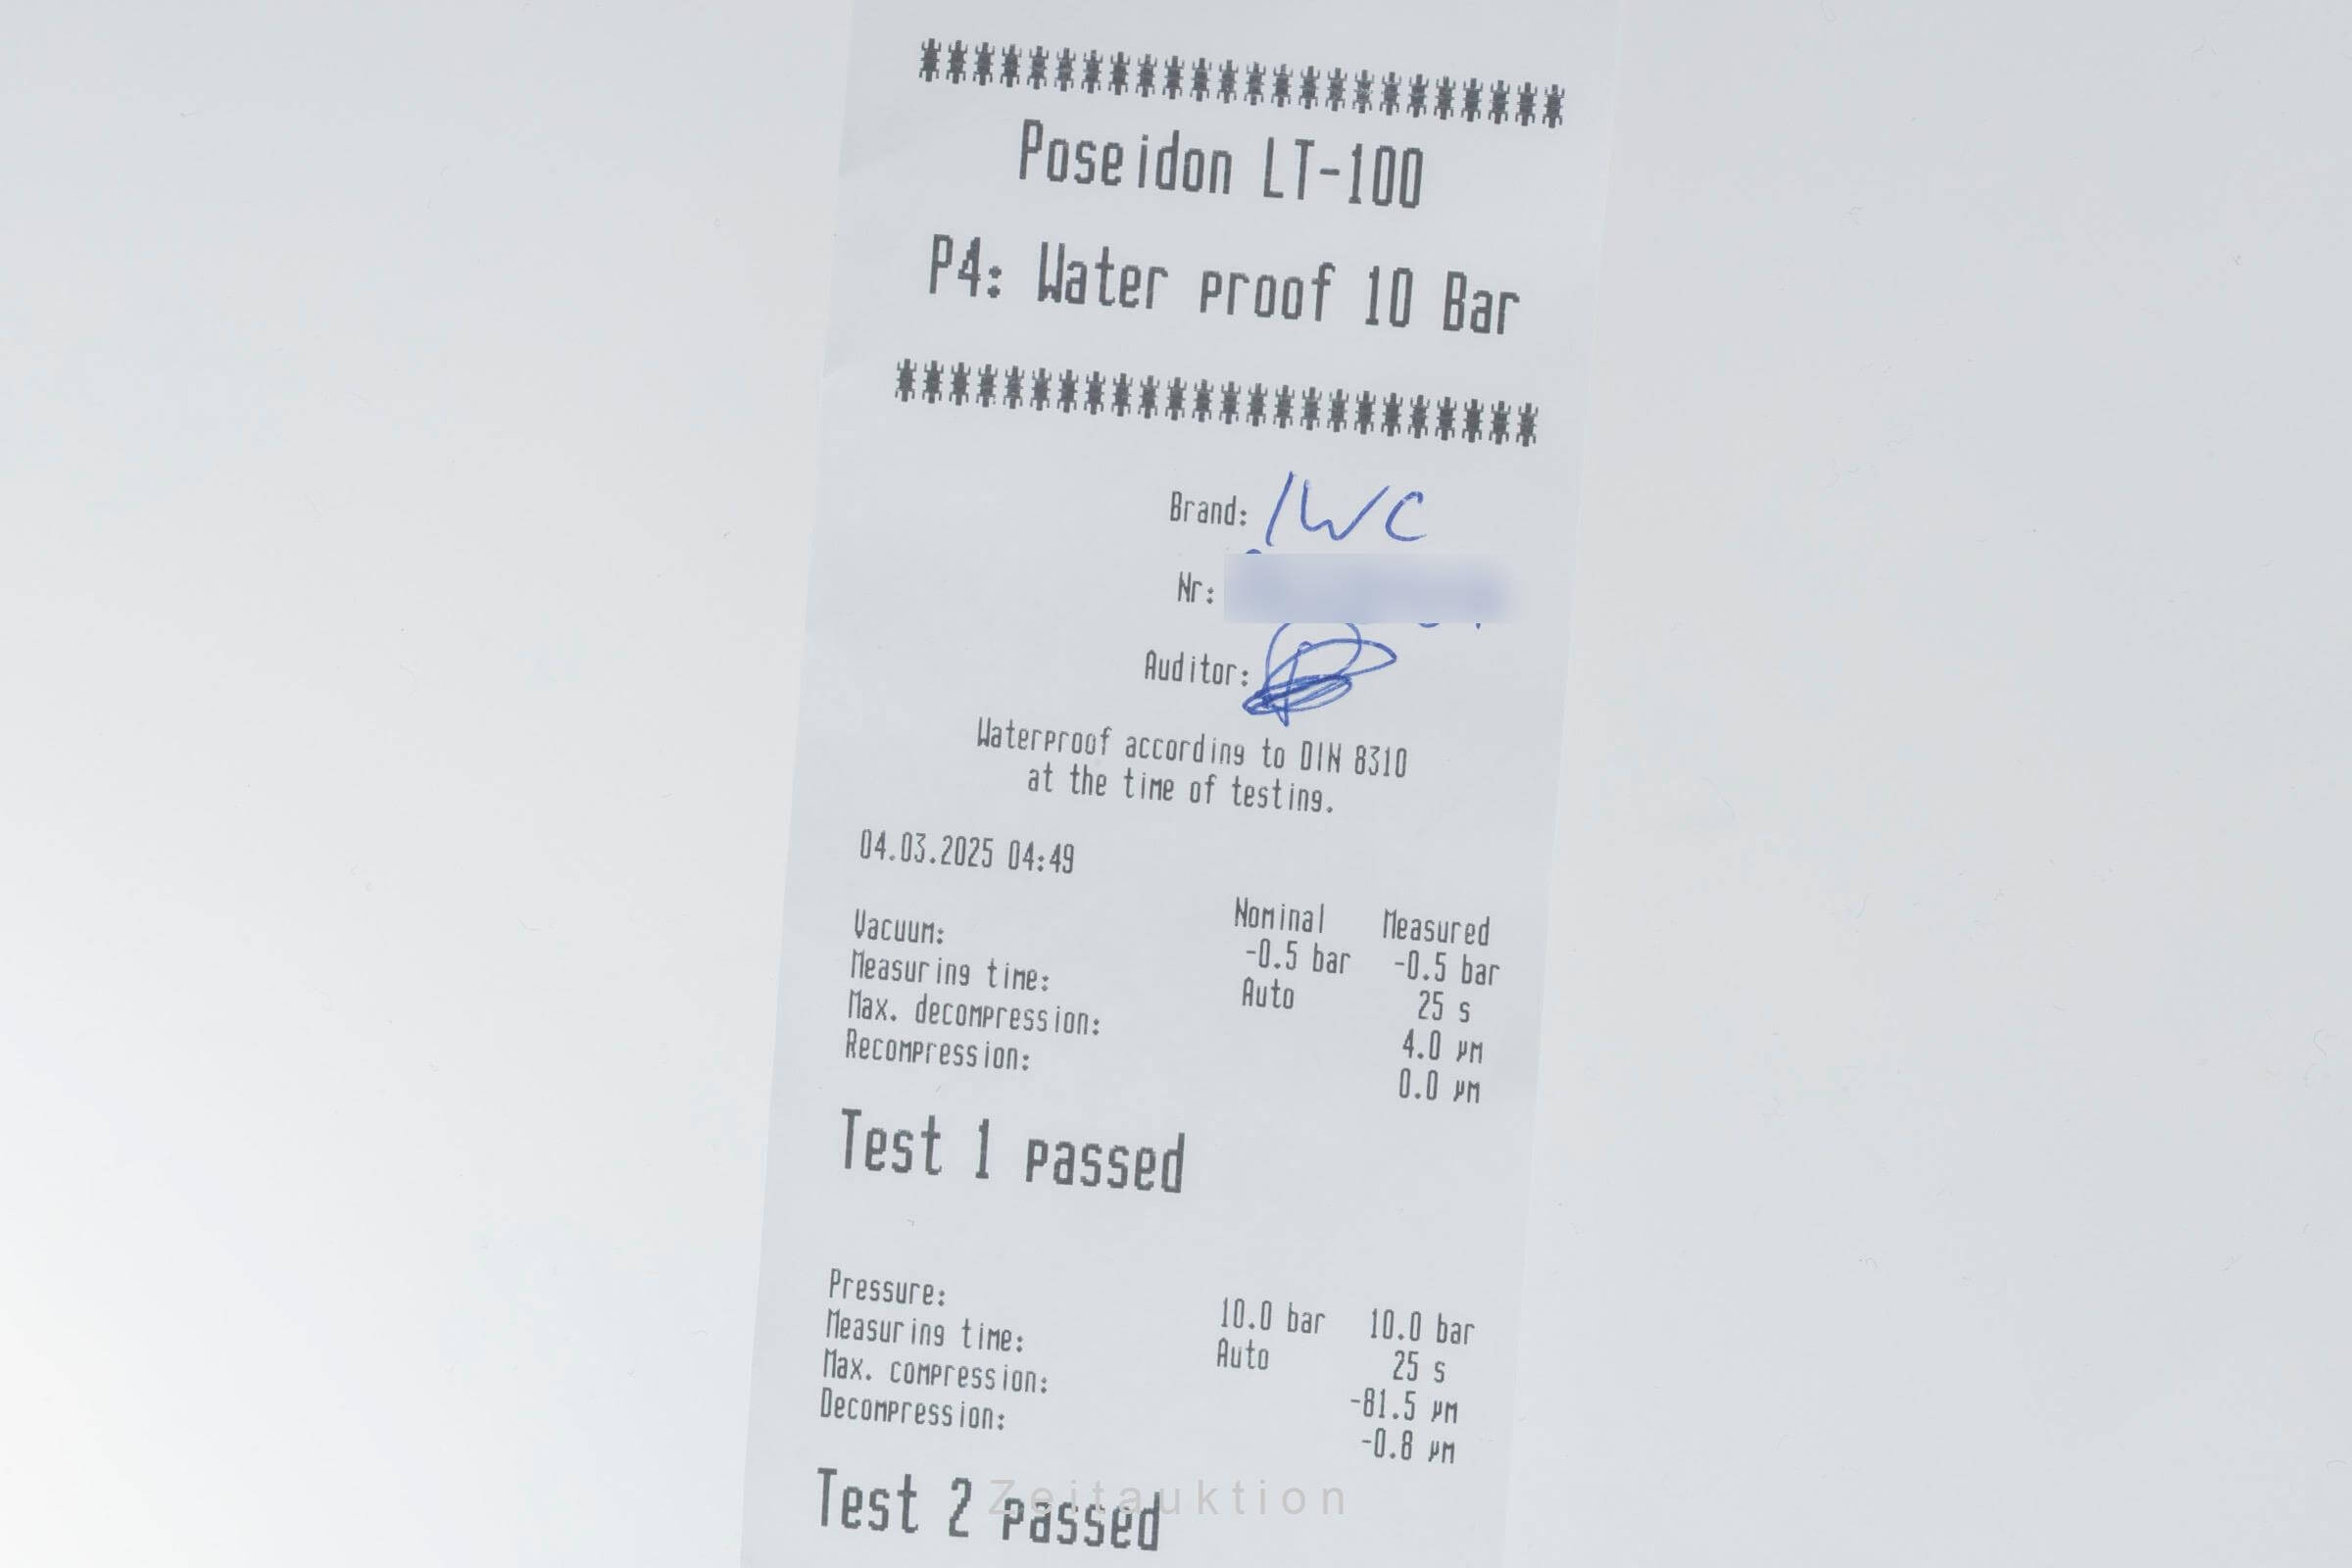 Poseidon LT-100
P4: Water proof 10 Bar
Brand: IWC
Nr:
Auditor:
Waterproof according to DIN 8310
at the time of testing.
04.03.2025 04:49
Nominal Measured
Vacuum: -0.5 bar -0.5 bar
Measuring time: Auto 25 s
Max. decompression: 4.0 µm
Recompression: 0.0 µm
Test 1 passed
Pressure: 10.0 bar 10.0 bar
Measuring time: Auto 25 s
Max. compression: -81.5 µm
Decompression: -0.8 µm
Test 2 passed
Zeitauktion